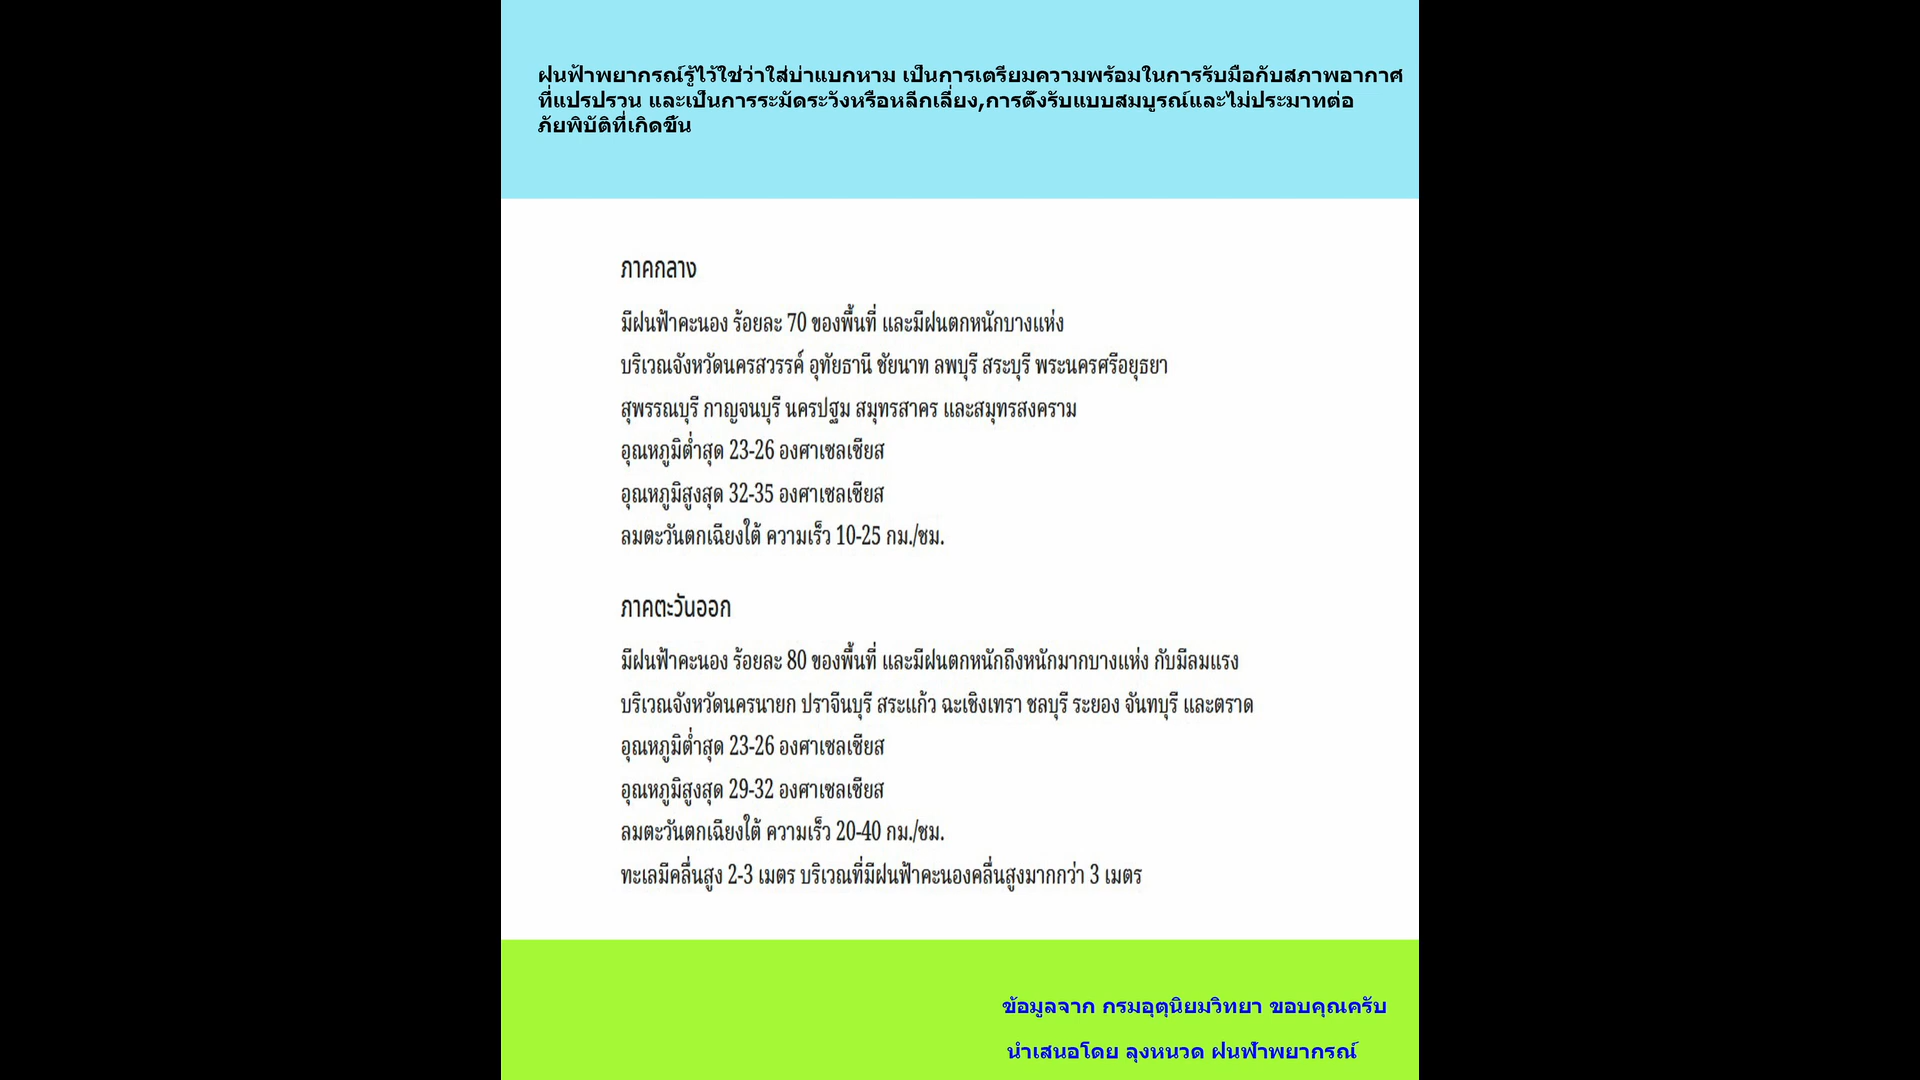 ฝนฟ้าพยากรณ์รู้ไว้ใช่ว่าใส่บ่าแบกหาม เป็นการเตรียมความพร้อมในการรับมือกับสภาพอากาศ
ที่แปรปรวน และเป็นการระมัดระวังหรือหลีกเลี่ยง,การตั้งรับแบบสมบูรณ์และไม่ประมาทต่อ
ภัยพิบัติที่เกิดขึ้น
ภาคกลาง
มีฝนฟ้าคะนอง ร้อยละ 70 ของพื้นที่ และมีฝนตกหนักบางแห่ง
บริเวณจังหวัดนครสวรรค์ อุทัยธานี ชัยนาท ลพบุรี สระบุรี พระนครศรีอยุธยา
สุพรรณบุรี กาญจนบุรี นครปฐม สมุทรสาคร และสมุทรสงคราม
อุณหภูมิต่ำสุด 23-26 องศาเซลเซียส
อุณหภูมิสูงสุด 32-35 องศาเซลเซียส
ลมตะวันตกเฉียงใต้ ความเร็ว 10-25 กม./ชม.
ภาคตะวันออก
มีฝนฟ้าคะนอง ร้อยละ 80 ของพื้นที่ และมีฝนตกหนักถึงหนักมากบางแห่ง กับมีลมแรง
บริเวณจังหวัดนครนายก ปราจีนบุรี สระแก้ว ฉะเชิงเทรา ชลบุรี ระยอง จันทบุรี และตราด
อุณหภูมิต่ำสุด 23-26 องศาเซลเซียส
อุณหภูมิสูงสุด 29-32 องศาเซลเซียส
ลมตะวันตกเฉียงใต้ ความเร็ว 20-40 กม./ชม.
ทะเลมีคลื่นสูง 2-3 เมตร บริเวณที่มีฝนฟ้าคะนองคลื่นสูงมากกว่า 3 เมตร
ข้อมูลจาก กรมอุตุนิยมวิทยา ขอบคุณครับ
นำเสนอโดย ลุงหนวด ฝนฟ้าพยากรณ์